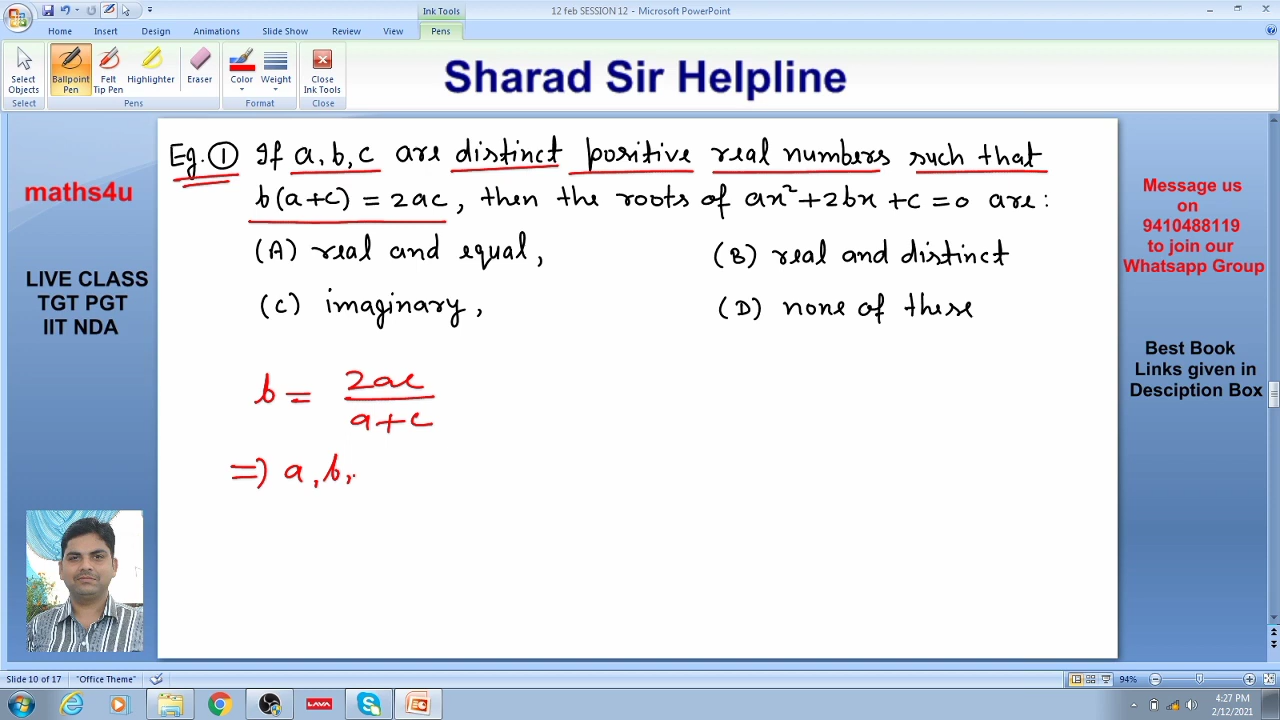 Ink Tools
12 feb SESSION 12 - Microsoft PowerPoint
Home Insert Design Animations Slide Show Review View Pens
Select Objects
Ballpoint Pen
Felt Tip Pen
Highlighter
Eraser
Color
Weight
Close Ink Tools
Select Pens Format Close
Sharad Sir Helpline
maths4u
LIVE CLASS
TGT PGT
IIT NDA
Eg. ① If a, b, c are distinct positive real numbers such that
b(a+c) = 2ac, then the roots of ax²+2bx+c=0 are:
(A) real and equal, (B) real and distinct
(C) imaginary, (D) none of these
b = 2ac / a+c
=) a, b,
Message us
on
9410488119
to join our
Whatsapp Group
Best Book
Links given in
Desciption Box
Slide 10 of 17 "Office Theme" 94%
LAVA
4:27 PM
2/12/2021